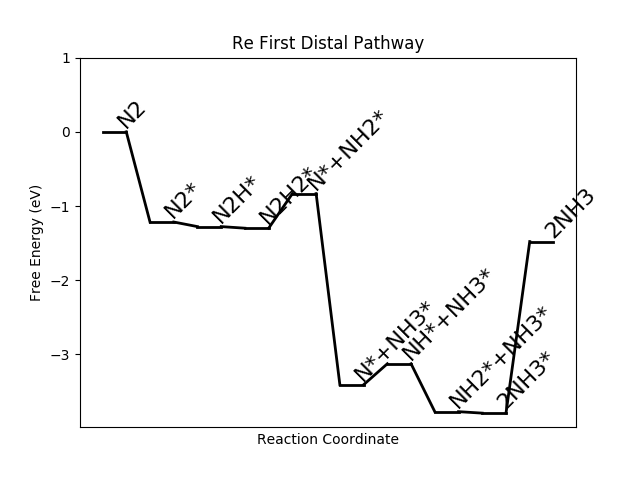 Re First Distal Pathway
Free Energy (eV)
1
0
−1
−2
−3
N2
N2*
N2H*
N2H2*
N*+NH2*
N*+NH3*
NH*+NH3*
NH2*+NH3*
2NH3*
2NH3
Reaction Coordinate